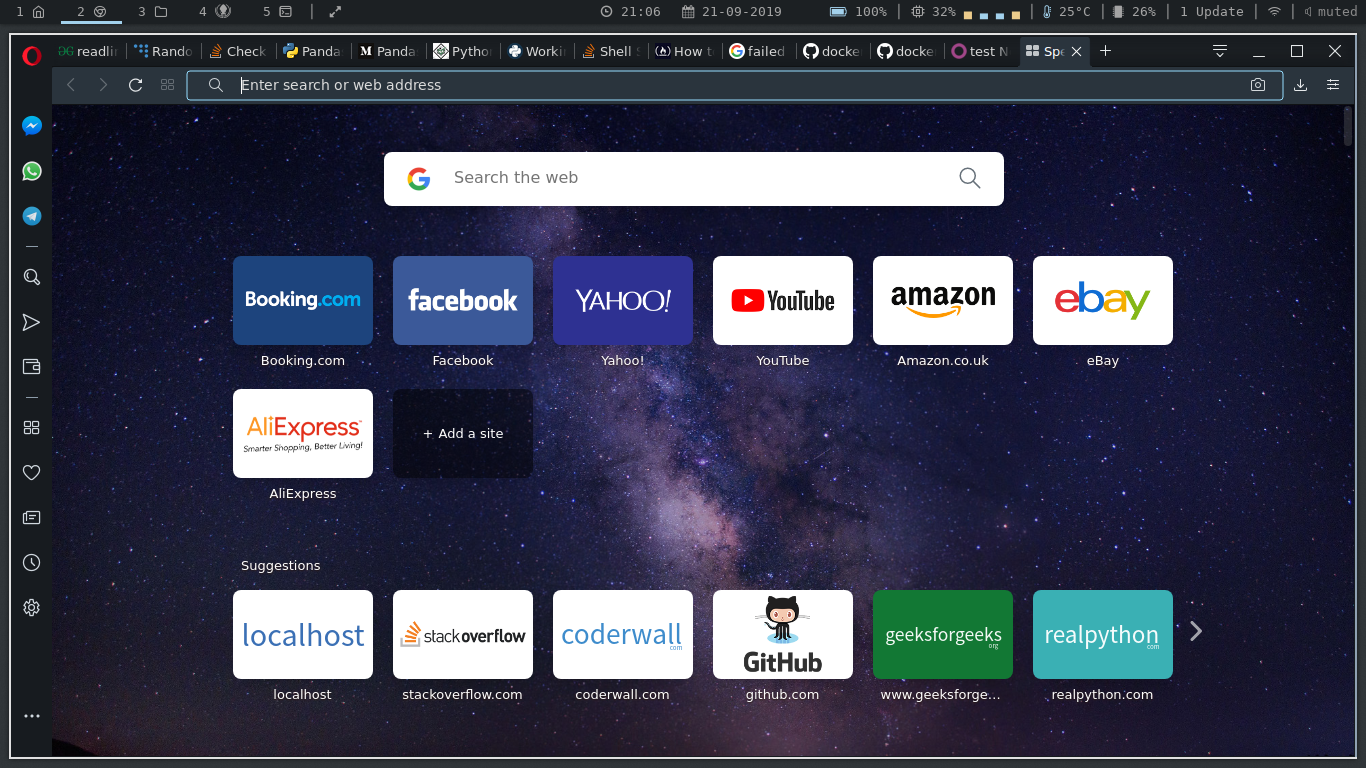 1 2 3 4 5 21:06 21-09-2019 100% 32% 25°C 26% 1 Update muted
readli Rando Check Panda Panda Pytho Worki Shell S How t failed docke docke test N Spe
Enter search or web address
Search the web
Booking.com facebook YAHOO! YouTube amazon ebay
Booking.com Facebook Yahoo! YouTube Amazon.co.uk eBay
AliExpress + Add a site
Smarter Shopping, Better Living!
AliExpress
Suggestions
localhost stackoverflow coderwall.com GitHub geeksforgeeks.org realpython.com
localhost stackoverflow.com coderwall.com github.com www.geeksforge... realpython.com